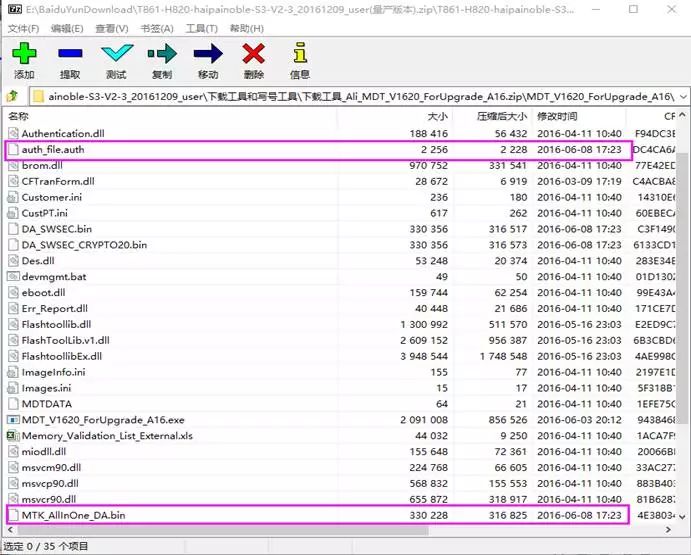 E:\BaiduYunDownload\T861-H820-haipainoble-S3-V2-3_20161209_user(量产版本).zip\T861-H820-haipainoble-S3...
文件(F) 编辑(E) 查看(V) 书签(A) 工具(T) 帮助(H)
添加 提取 测试 复制 移动 删除 信息
ainoble-S3-V2-3_20161209_user\下载工具和写号工具\下载工具_Ali_MDT_V1620_ForUpgrade_A16.zip\MDT_V1620_ForUpgrade_A16\
名称 大小 压缩后大小 修改时间 CF
Authentication.dll 188 416 56 432 2016-04-11 10:40 F94DC3E
auth_file.auth 2 256 2 228 2016-06-08 17:23 DC4CA6A
brom.dll 970 752 331 541 2016-04-11 10:40 77E42ED
CFTranForm.dll 28 672 6 919 2016-03-09 17:19 C4ACBA8
Customer.ini 236 180 2016-04-11 10:40 14310E6
CustPT.ini 617 262 2016-04-11 10:40 60EBECA
DA_SWSEC.bin 330 356 316 517 2016-06-08 17:23 C3F1490
DA_SWSEC_CRYPTO20.bin 330 356 316 573 2016-06-08 17:23 6133CD1
Des.dll 53 248 20 374 2016-04-11 10:40 283E34E
devmgmt.bat 49 50 2016-04-11 10:40 01D1302
eboot.dll 159 744 62 254 2016-04-11 10:40 99E43A4
Err_Report.dll 40 448 21 686 2016-04-11 10:40 171CE7D
Flashtoollib.dll 1 300 992 511 570 2016-05-16 23:03 E2ED9C7
FlashToolLib.v1.dll 2 609 152 956 387 2016-05-16 23:03 6B3CBD6
FlashtoollibEx.dll 3 948 544 1 748 548 2016-05-16 23:03 4AE998C
ImageInfo.ini 155 77 2016-04-11 10:40 2197E1D
Images.ini 15 17 2016-04-11 10:40 5F318B1
MDTDATA 64 21 2016-04-11 10:40 1EFE75C
MDT_V1620_ForUpgrade_A16.exe 2 091 008 856 526 2016-06-03 20:12 9438468
Memory_Validation_List_External.xls 44 032 9 250 2016-04-11 10:40 1ACA7F9
miodll.dll 155 648 72 361 2016-04-11 10:40 20066BF
msvcm90.dll 224 768 66 605 2016-04-11 10:40 33AC277
msvcp90.dll 568 832 155 553 2016-04-11 10:40 883B403
msvcr90.dll 655 872 318 917 2016-04-11 10:40 81B6287
MTK_AllInOne_DA.bin 330 228 316 825 2016-06-08 17:23 4E38034
选定 0 / 35 个项目